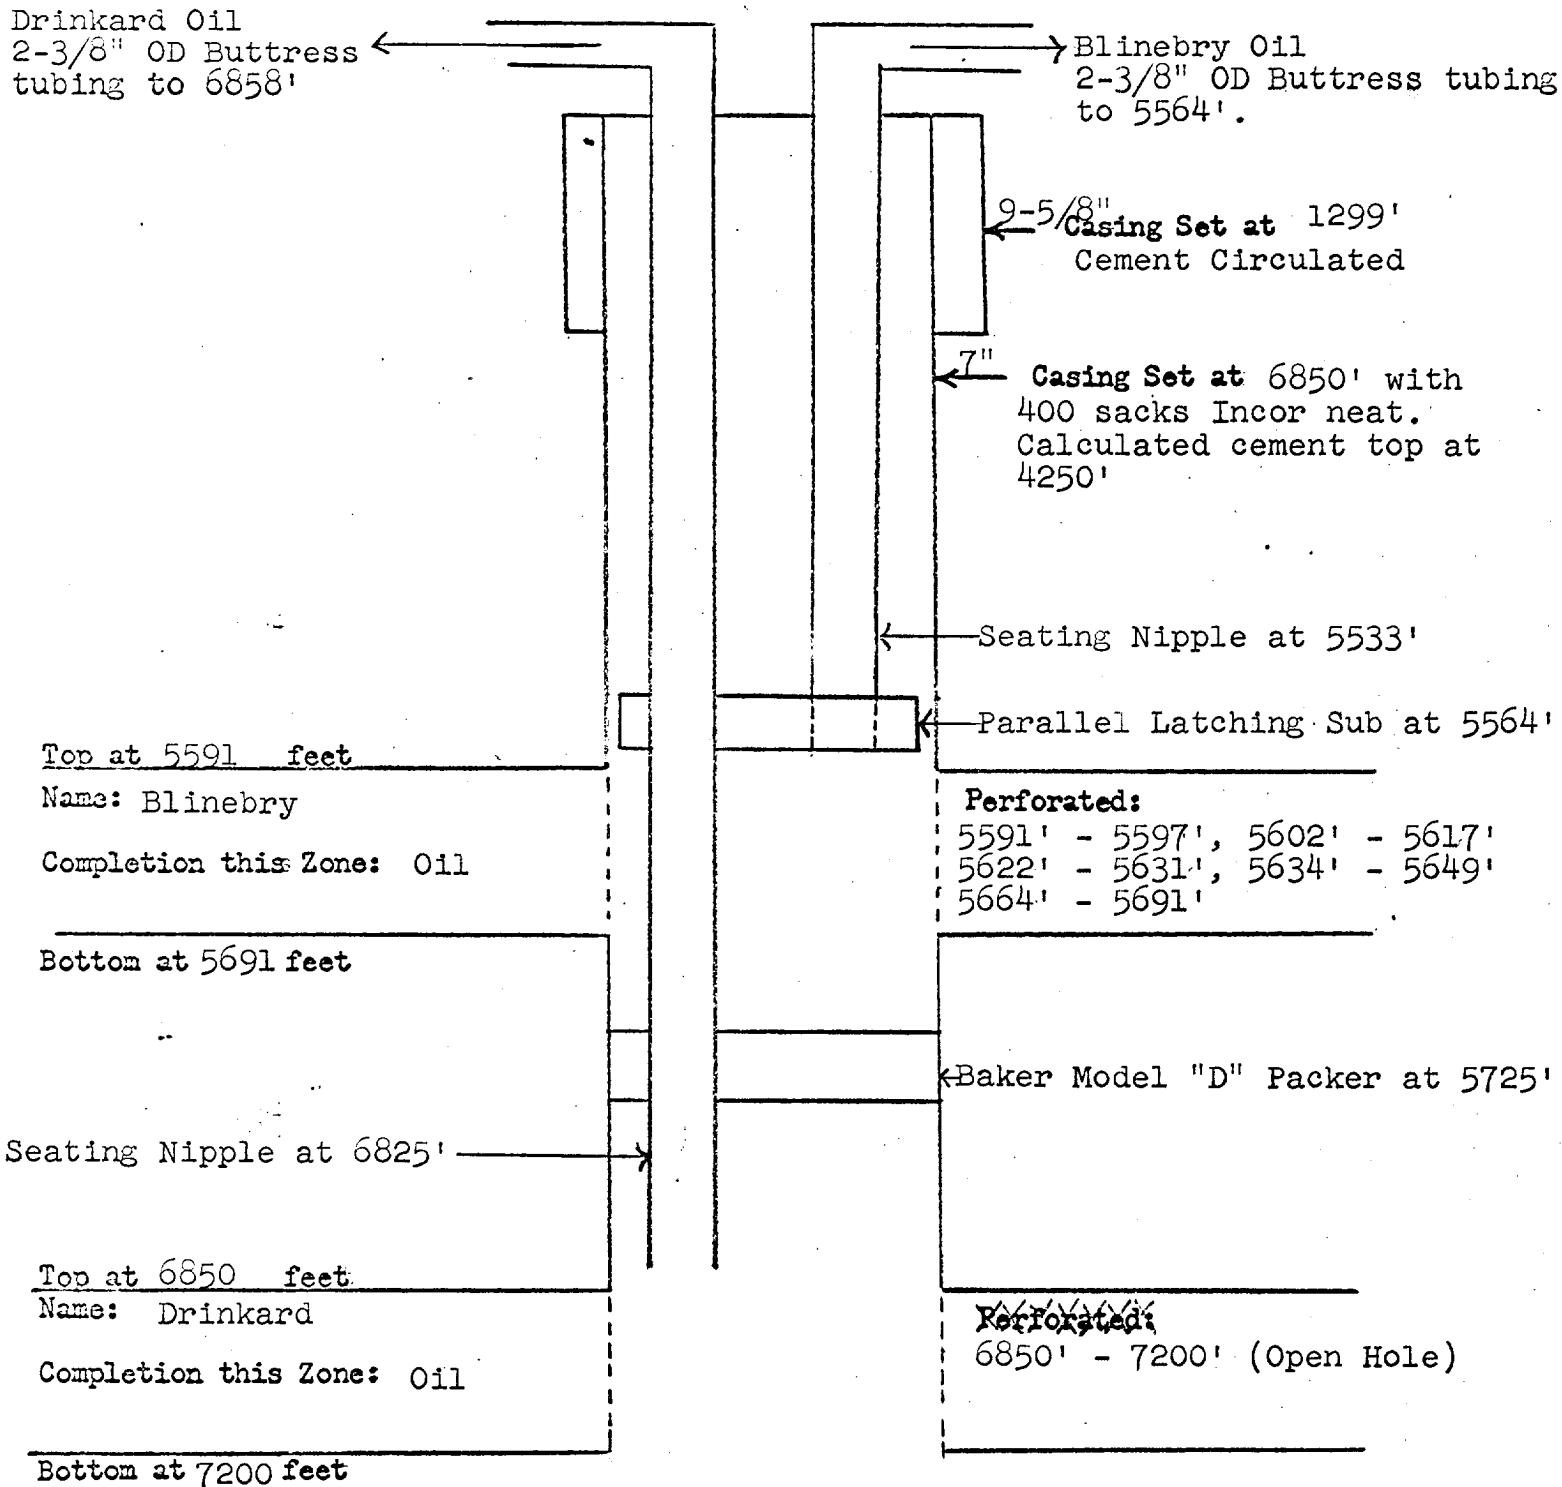 Drinkard Oil
2-3/8" OD Buttress
tubing to 6858'
Blinebry Oil
2-3/8" OD Buttress tubing
to 5564'.
9-5/8"
Casing Set at 1299'
Cement Circulated
7"
Casing Set at 6850' with
400 sacks Incor neat.
Calculated cement top at
4250'
Seating Nipple at 5533'
Parallel Latching Sub at 5564'
Top at 5591 feet
Name: Blinebry
Completion this Zone: Oil
Perforated:
5591' - 5597', 5602' - 5617'
5622' - 5631', 5634' - 5649'
5664' - 5691'
Bottom at 5691 feet
Baker Model "D" Packer at 5725'
Seating Nipple at 6825'
Top at 6850 feet
Name: Drinkard
Completion this Zone: Oil
Perforated:
6850' - 7200' (Open Hole)
Bottom at 7200 feet